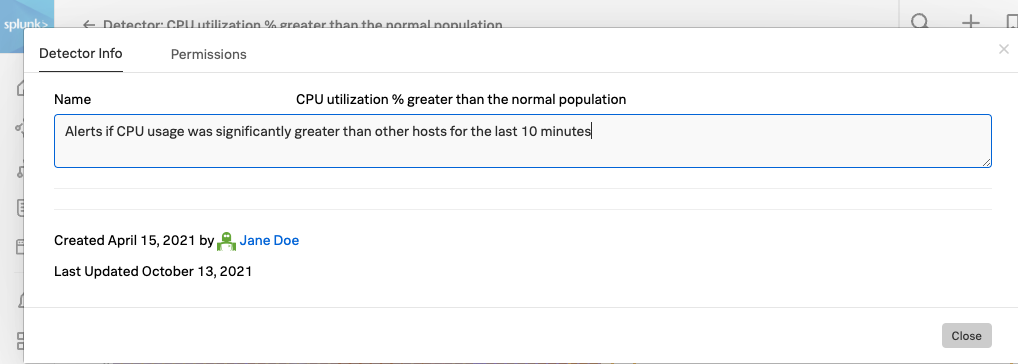 splunk>
← Detector: CPU utilization % greater than the normal population
Detector Info Permissions
Name CPU utilization % greater than the normal population
Alerts if CPU usage was significantly greater than other hosts for the last 10 minutes
Created April 15, 2021 by Jane Doe
Last Updated October 13, 2021
Close